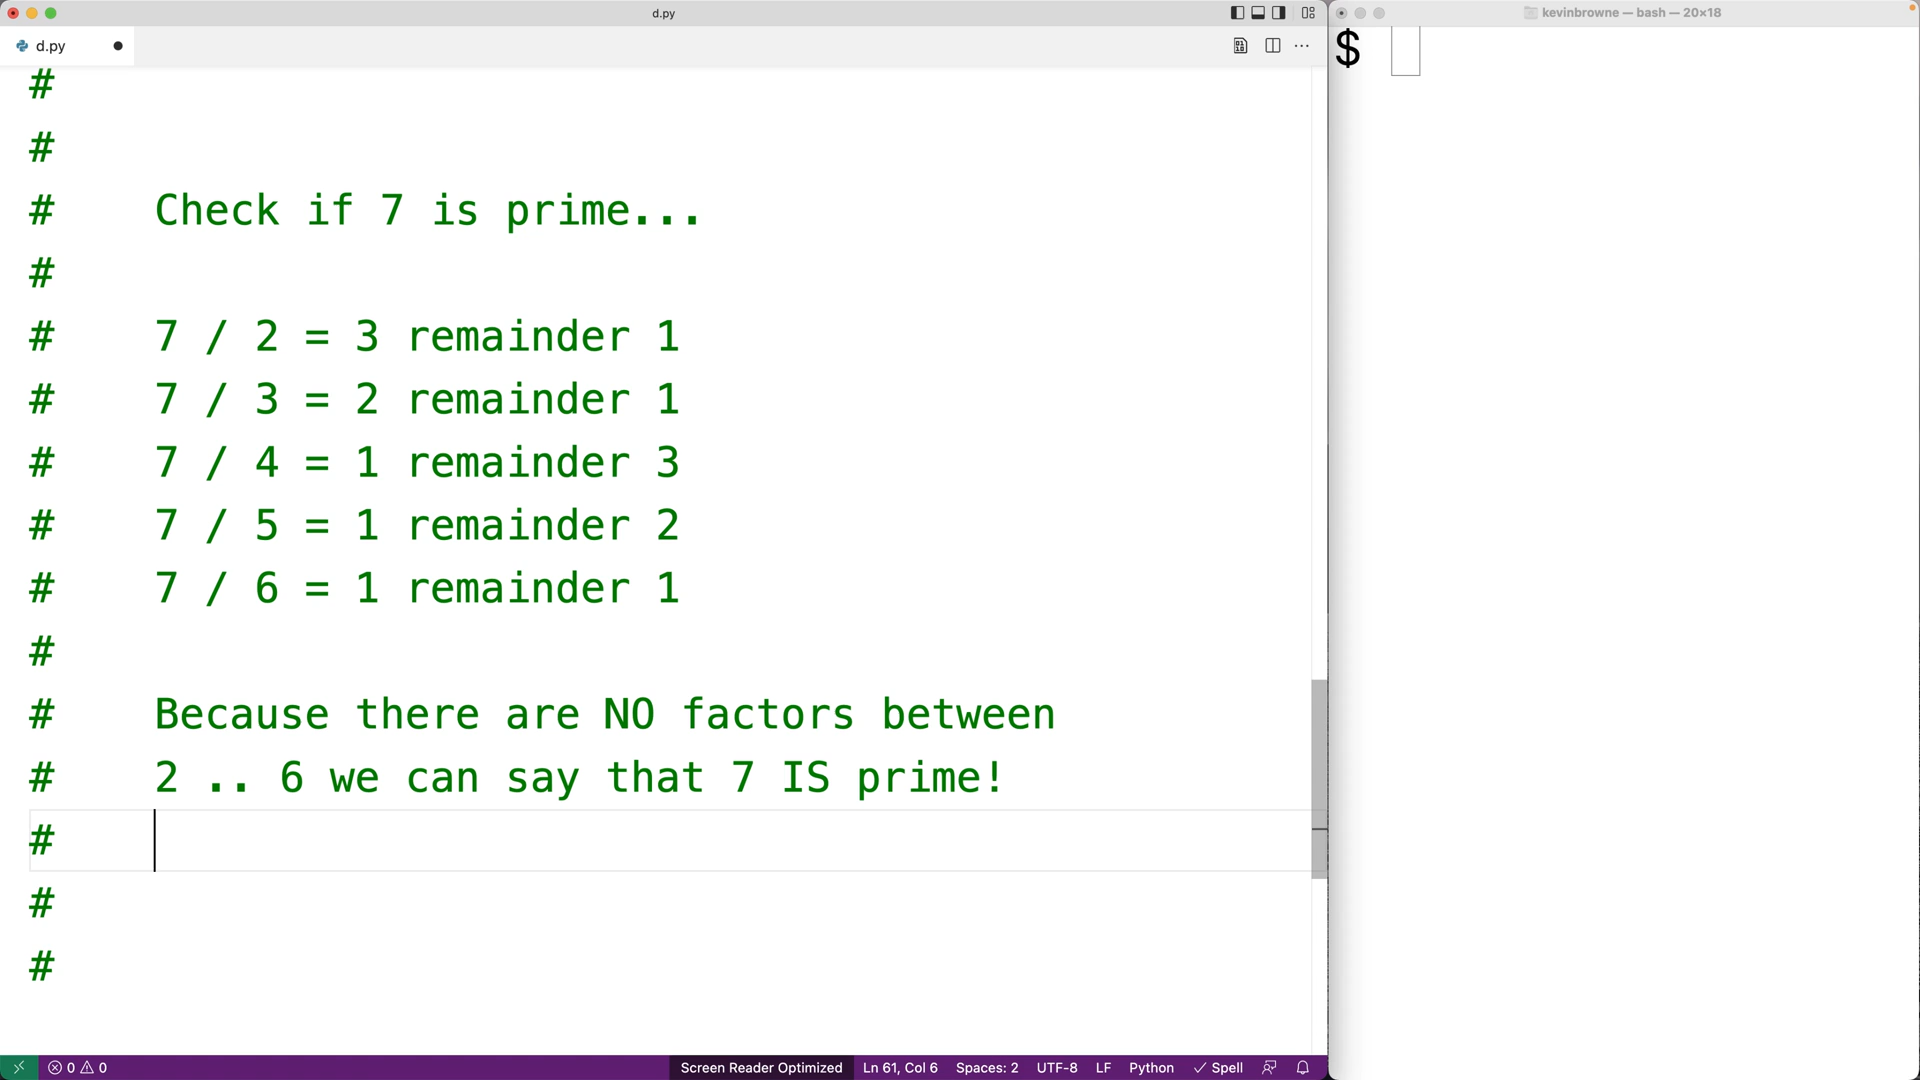 d.py
kevinbrowne — bash — 20×18
d.py
$
#
#
# Check if 7 is prime...
#
# 7 / 2 = 3 remainder 1
# 7 / 3 = 2 remainder 1
# 7 / 4 = 1 remainder 3
# 7 / 5 = 1 remainder 2
# 7 / 6 = 1 remainder 1
#
# Because there are NO factors between
# 2 .. 6 we can say that 7 IS prime!
#
#
#
0 0 Screen Reader Optimized Ln 61, Col 6 Spaces: 2 UTF-8 LF Python Spell